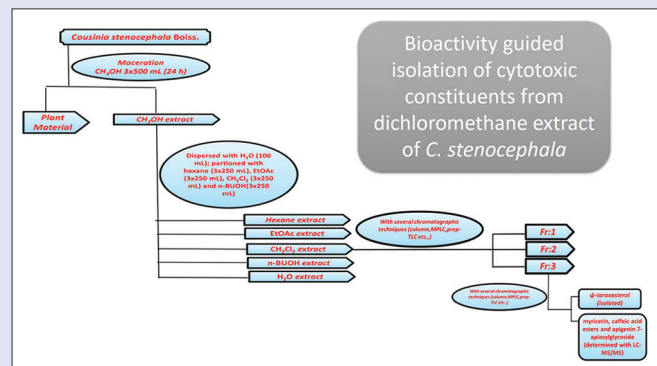 Cousinia stenocephala Boiss.
Maceration
CH₃OH 3x500 mL (24 h)
Plant
Material
CH₃OH extract
Bioactivity guided
isolation of cytotoxic
constituents from
dichloromethane extract
of C. stenocephala
Dispersed with H₂O (100
mL); partioned with
hexane (3x250 mL), EtOAc
(3x250 mL), CH₂Cl₂ (3x250
mL) and n-BUOH(3x250
mL)
Hexane extract
EtOAc extract
CH₂Cl₂ extract
n-BUOH extract
H₂O extract
With several chromatographic
techniques (column,MPLC,prep-
TLC etc.,)
Fr:1
Fr:2
Fr:3
With several chromatographic
techniques(column,MPLC,prep-
TLC etc.,)
ψ-taraxasterol
(isolated)
myricetin, caffeic acid
esters and apigenin 7-
apiosylglycoside
(determined with LC-
MS/MS)